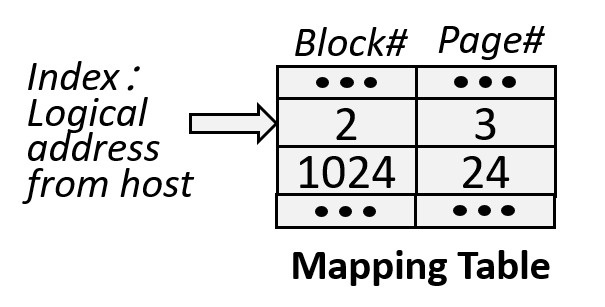 Block# Page#
Index:
Logical
address
from host
••• •••
2 3
1024 24
••• •••
Mapping Table